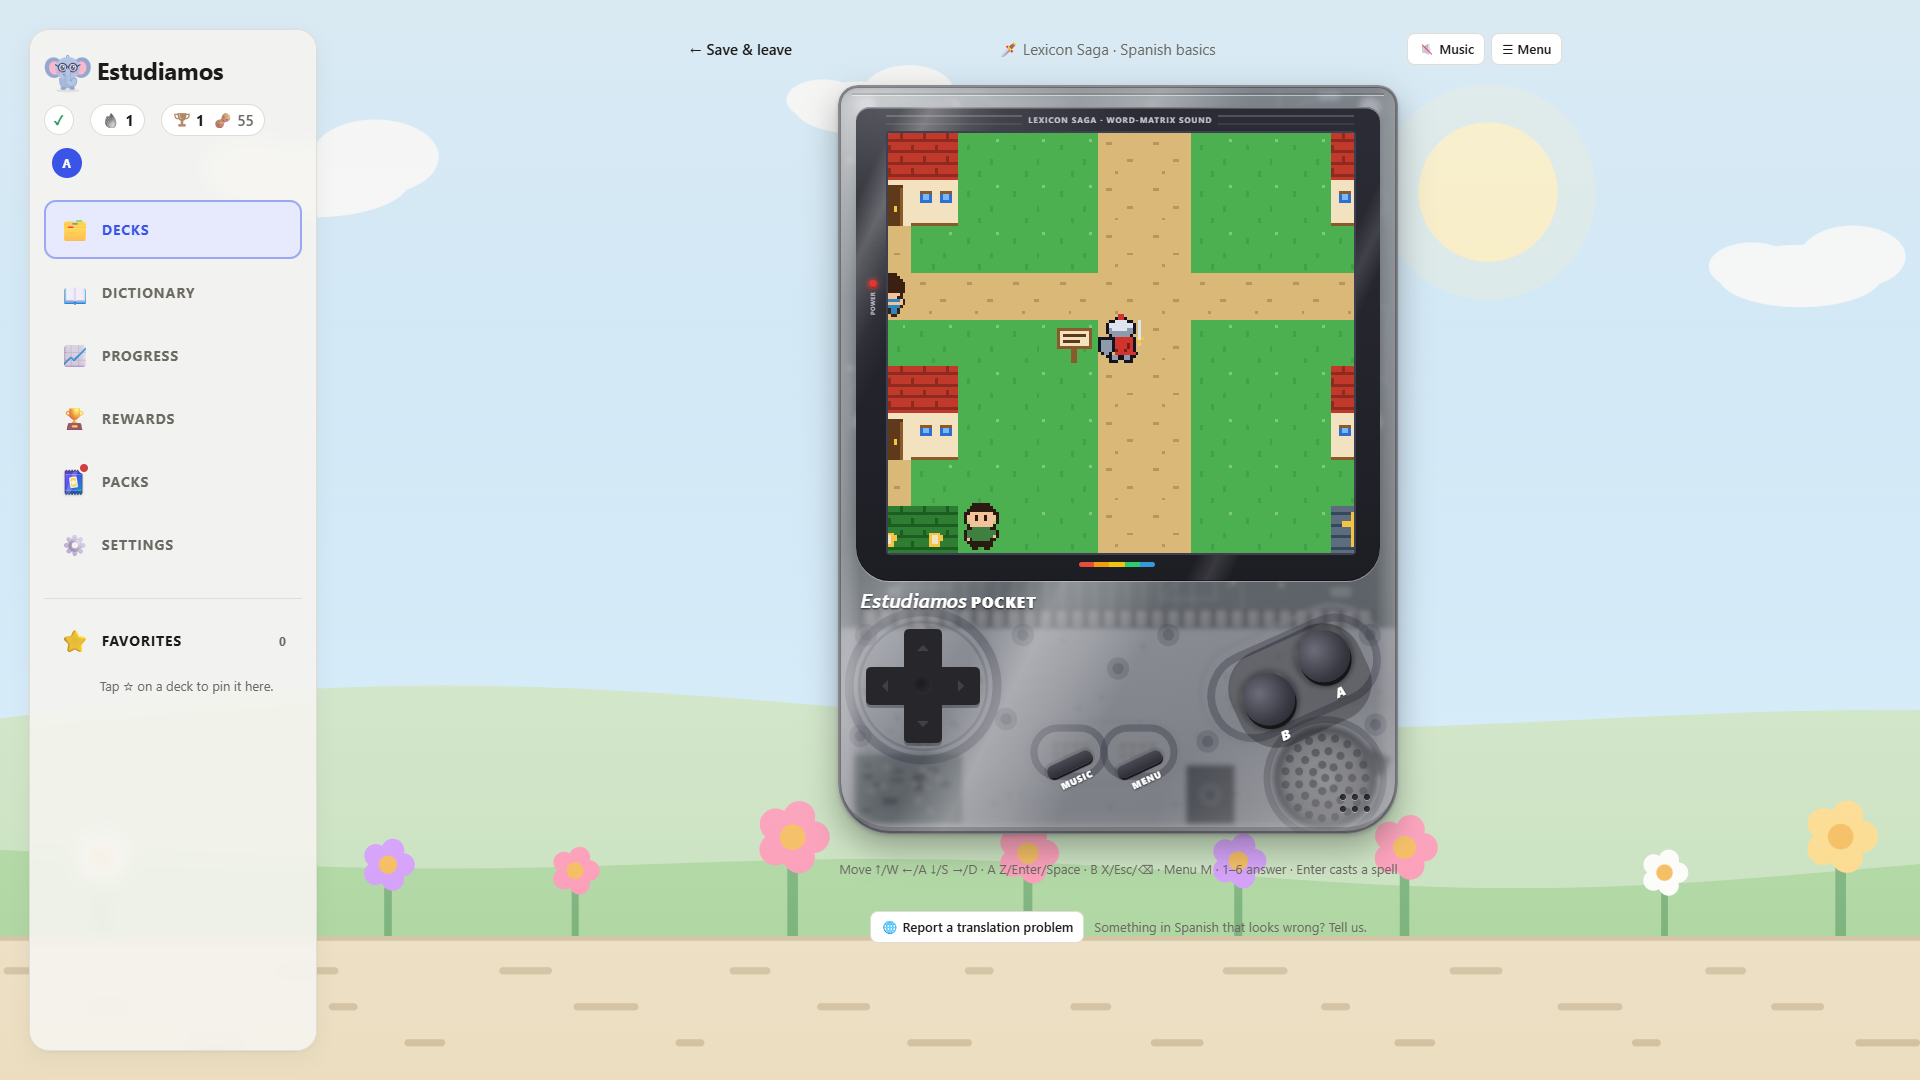 Estudiamos
✓ 1 1 55
A
DECKS
DICTIONARY
PROGRESS
REWARDS
PACKS
SETTINGS
FAVORITES 0
Tap ☆ on a deck to pin it here.
← Save & leave
Lexicon Saga · Spanish basics
Music
☰ Menu
LEXICON SAGA - WORD-MATRIX SOUND
POWER
Estudiamos POCKET
A
B
MUSIC
MENU
Move ↑/W ←/A ↓/S →/D · A Z/Enter/Space · B X/Esc/⌫ · Menu M · 1–6 answer · Enter casts a spell
Report a translation problem
Something in Spanish that looks wrong? Tell us.